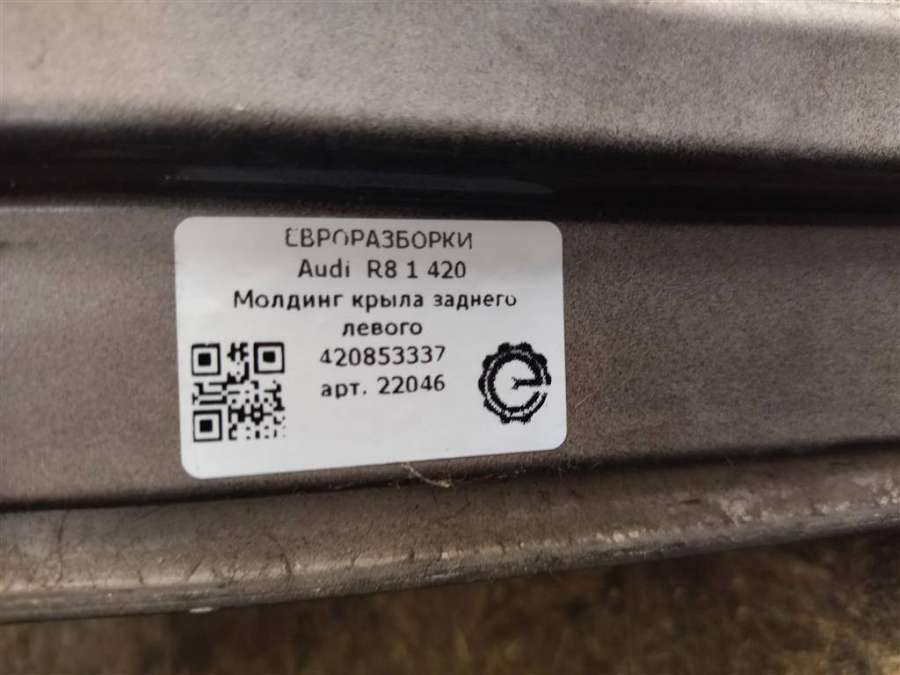 ЕВРОРАЗБОРКИ
Audi R8 1 420
Молдинг крыла заднего
левого
420853337
арт. 22046